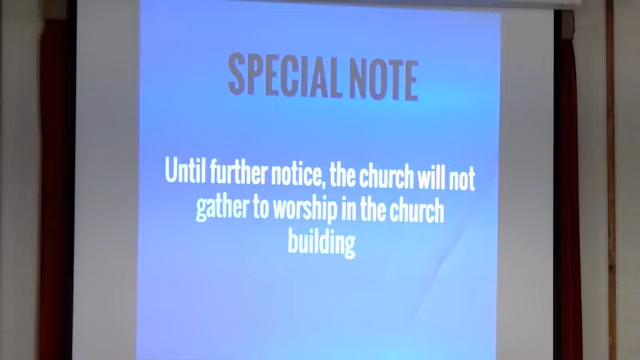 SPECIAL NOTE
Until further notice, the church will not
gather to worship in the church
building